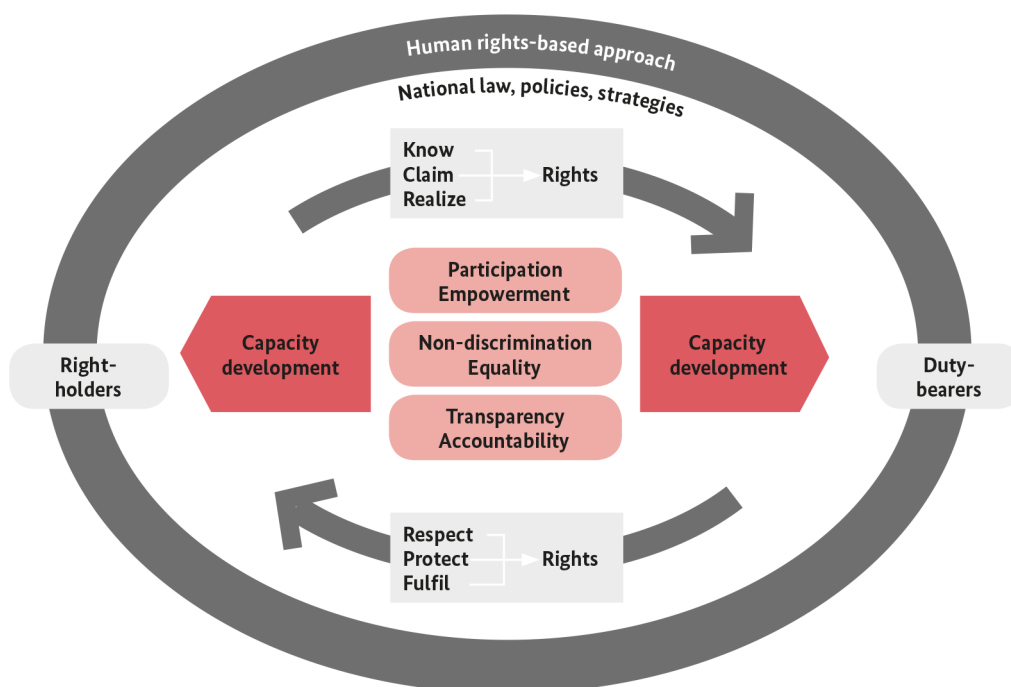 Human rights-based approach
National law, policies, strategies
Know
Claim
Realize
Rights
Participation
Empowerment
Capacity
development
Non-discrimination
Equality
Capacity
development
Right-
holders
Duty-
bearers
Transparency
Accountability
Respect
Protect
Fulfil
Rights